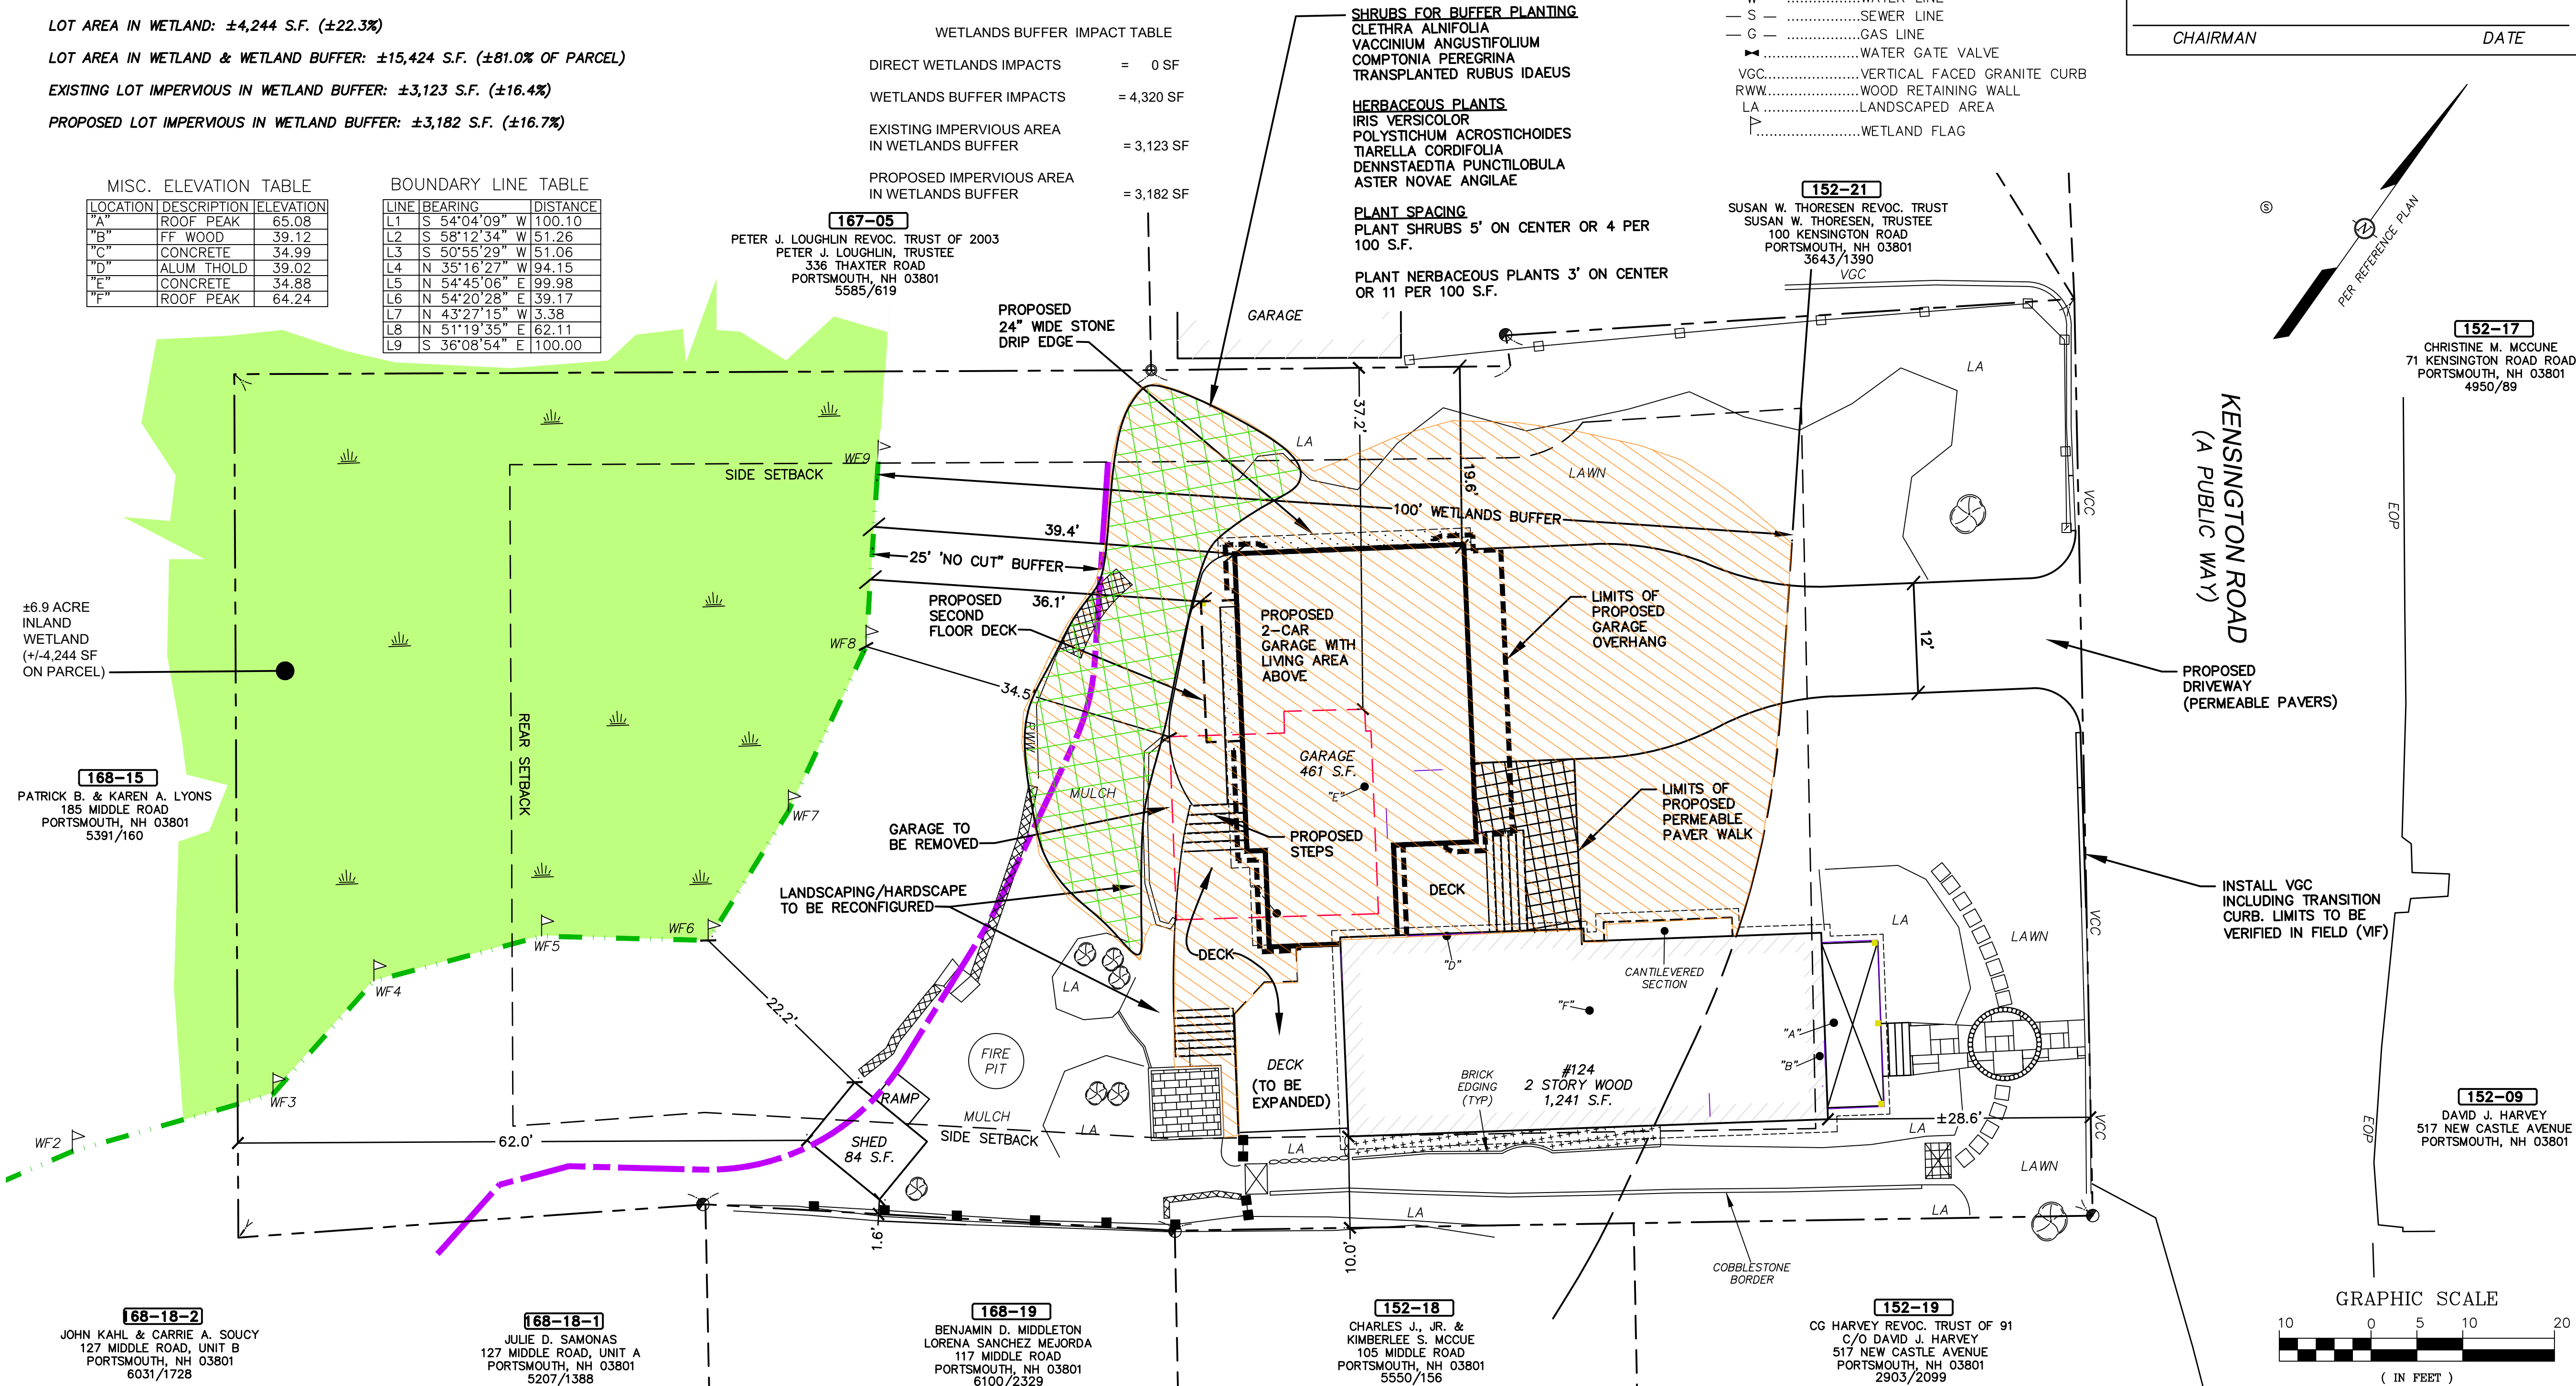 LOT AREA IN WETLAND: ±4,244 S.F. (±22.3%)
LOT AREA IN WETLAND & WETLAND BUFFER: ±15,424 S.F. (±81.0% OF PARCEL)
EXISTING LOT IMPERVIOUS IN WETLAND BUFFER: ±3,123 S.F. (±16.4%)
PROPOSED LOT IMPERVIOUS IN WETLAND BUFFER: ±3,182 S.F. (±16.7%)
MISC. ELEVATION TABLE
LOCATION DESCRIPTION ELEVATION
"A" ROOF PEAK 65.08
"B" FF WOOD 39.12
"C" CONCRETE 34.99
"D" ALUM THOLD 39.02
"E" CONCRETE 34.88
"F" ROOF PEAK 64.24
BOUNDARY LINE TABLE
LINE BEARING DISTANCE
L1 S 54°04'09" W 100.10
L2 S 58°12'34" W 51.26
L3 S 50°55'29" W 51.06
L4 N 35°16'27" W 94.15
L5 N 54°45'06" E 99.98
L6 N 54°20'28" E 39.17
L7 N 43°27'15" W 3.38
L8 N 51°19'35" E 62.11
L9 S 36°08'54" E 100.00
WETLANDS BUFFER IMPACT TABLE
DIRECT WETLANDS IMPACTS = 0 SF
WETLANDS BUFFER IMPACTS = 4,320 SF
EXISTING IMPERVIOUS AREA
IN WETLANDS BUFFER = 3,123 SF
PROPOSED IMPERVIOUS AREA
IN WETLANDS BUFFER = 3,182 SF
SHRUBS FOR BUFFER PLANTING
CLETHRA ALNIFOLIA
VACCINIUM ANGUSTIFOLIUM
COMPTONIA PEREGRINA
TRANSPLANTED RUBUS IDAEUS
HERBACEOUS PLANTS
IRIS VERSICOLOR
POLYSTICHUM ACROSTICHOIDES
TIARELLA CORDIFOLIA
DENNSTAEDTIA PUNCTILOBULA
ASTER NOVAE ANGILAE
PLANT SPACING
PLANT SHRUBS 5' ON CENTER OR 4 PER
100 S.F.
PLANT NERBACEOUS PLANTS 3' ON CENTER
OR 11 PER 100 S.F.
— S — ..................SEWER LINE
— G — .................GAS LINE
......................WATER GATE VALVE
VGC......................VERTICAL FACED GRANITE CURB
RWW......................WOOD RETAINING WALL
LA ......................LANDSCAPED AREA
........................WETLAND FLAG
CHAIRMAN DATE
167-05
PETER J. LOUGHLIN REVOC. TRUST OF 2003
PETER J. LOUGHLIN, TRUSTEE
336 THAXTER ROAD
PORTSMOUTH, NH 03801
5585/619
152-21
SUSAN W. THORESEN REVOC. TRUST
SUSAN W. THORESEN, TRUSTEE
100 KENSINGTON ROAD
PORTSMOUTH, NH 03801
3643/1390
VGC
S
N
PER REFERENCE PLAN
152-17
CHRISTINE M. MCCUNE
71 KENSINGTON ROAD ROAD
PORTSMOUTH, NH 03801
4950/89
KENSINGTON ROAD
(A PUBLIC WAY)
EOP
VCC
PROPOSED
24" WIDE STONE
DRIP EDGE
GARAGE
37.2'
19.6'
LA
LA
LAWN
WF9
SIDE SETBACK
100' WETLANDS BUFFER
39.4'
25' 'NO CUT" BUFFER
36.1'
PROPOSED
SECOND
FLOOR DECK
PROPOSED
2-CAR
GARAGE WITH
LIVING AREA
ABOVE
LIMITS OF
PROPOSED
GARAGE
OVERHANG
12'
PROPOSED
DRIVEWAY
(PERMEABLE PAVERS)
±6.9 ACRE
INLAND
WETLAND
(+/-4,244 SF
ON PARCEL)
WF8
34.5'
RWW
REAR SETBACK
168-15
PATRICK B. & KAREN A. LYONS
185 MIDDLE ROAD
PORTSMOUTH, NH 03801
5391/160
WF7
MULCH
GARAGE
461 S.F.
"E"
LIMITS OF
PROPOSED
PERMEABLE
PAVER WALK
GARAGE TO
BE REMOVED
PROPOSED
STEPS
LANDSCAPING/HARDSCAPE
TO BE RECONFIGURED
DECK
INSTALL VGC
INCLUDING TRANSITION
CURB. LIMITS TO BE
VERIFIED IN FIELD (VIF)
WF6
WF5
WF4
LA
LAWN
VCC
DECK
"D"
CANTILEVERED
SECTION
LA
22.2'
"F"
"A"
"B"
FIRE
PIT
DECK
(TO BE
EXPANDED)
BRICK
EDGING
(TYP)
#124
2 STORY WOOD
1,241 S.F.
WF3
RAMP
MULCH
LA
SIDE SETBACK
WF2
62.0'
SHED
84 S.F.
LA
LA
±28.6'
VCC
EOP
LAWN
152-09
DAVID J. HARVEY
517 NEW CASTLE AVENUE
PORTSMOUTH, NH 03801
1.6'
10.0'
LA
LA
COBBLESTONE
BORDER
168-18-2
JOHN KAHL & CARRIE A. SOUCY
127 MIDDLE ROAD, UNIT B
PORTSMOUTH, NH 03801
6031/1728
168-18-1
JULIE D. SAMONAS
127 MIDDLE ROAD, UNIT A
PORTSMOUTH, NH 03801
5207/1388
168-19
BENJAMIN D. MIDDLETON
LORENA SANCHEZ MEJORDA
117 MIDDLE ROAD
PORTSMOUTH, NH 03801
6100/2329
152-18
CHARLES J., JR. &
KIMBERLEE S. MCCUE
105 MIDDLE ROAD
PORTSMOUTH, NH 03801
5550/156
152-19
CG HARVEY REVOC. TRUST OF 91
C/O DAVID J. HARVEY
517 NEW CASTLE AVENUE
PORTSMOUTH, NH 03801
2903/2099
GRAPHIC SCALE
10 0 5 10 20
( IN FEET )